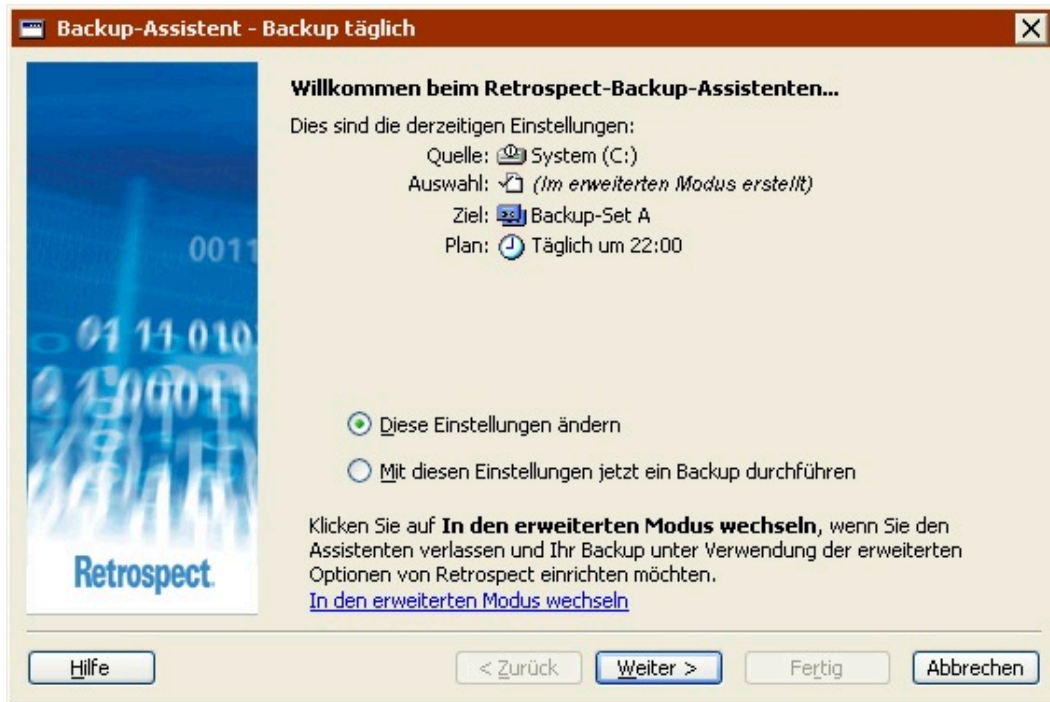 Backup-Assistent - Backup täglich
Willkommen beim Retrospect-Backup-Assistenten...
Dies sind die derzeitigen Einstellungen:
Quelle: System (C:)
Auswahl: (Im erweiterten Modus erstellt)
Ziel: Backup-Set A
Plan: Täglich um 22:00
0011
01 11 010
0 1 00011
Diese Einstellungen ändern
Mit diesen Einstellungen jetzt ein Backup durchführen
Klicken Sie auf In den erweiterten Modus wechseln, wenn Sie den
Assistenten verlassen und Ihr Backup unter Verwendung der erweiterten
Optionen von Retrospect einrichten möchten.
In den erweiterten Modus wechseln
Retrospect
Hilfe
< Zurück
Weiter >
Fertig
Abbrechen